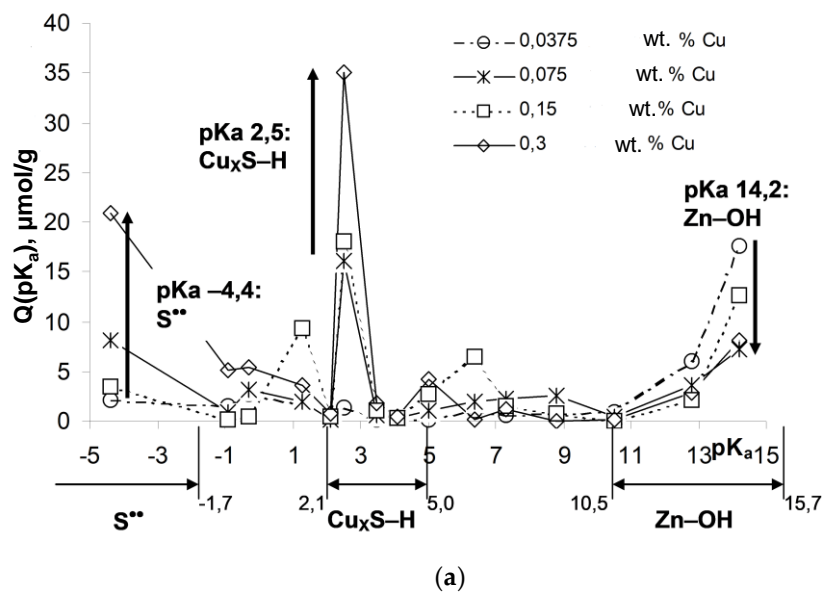 40
35
30
25
20
15
10
5
0
Q(pKₐ), µmol/g
0,0375 wt. % Cu
0,075 wt. % Cu
0,15 wt.% Cu
0,3 wt. % Cu
pKa 2,5:
CuXS–H
pKa 14,2:
Zn–OH
pKa –4,4:
S••
-5 -3 -1 1 3 5 7 9 11 13 15
pKₐ
-1,7 2,1 5,0 10,5 15,7
S•• CuXS–H Zn–OH
(a)